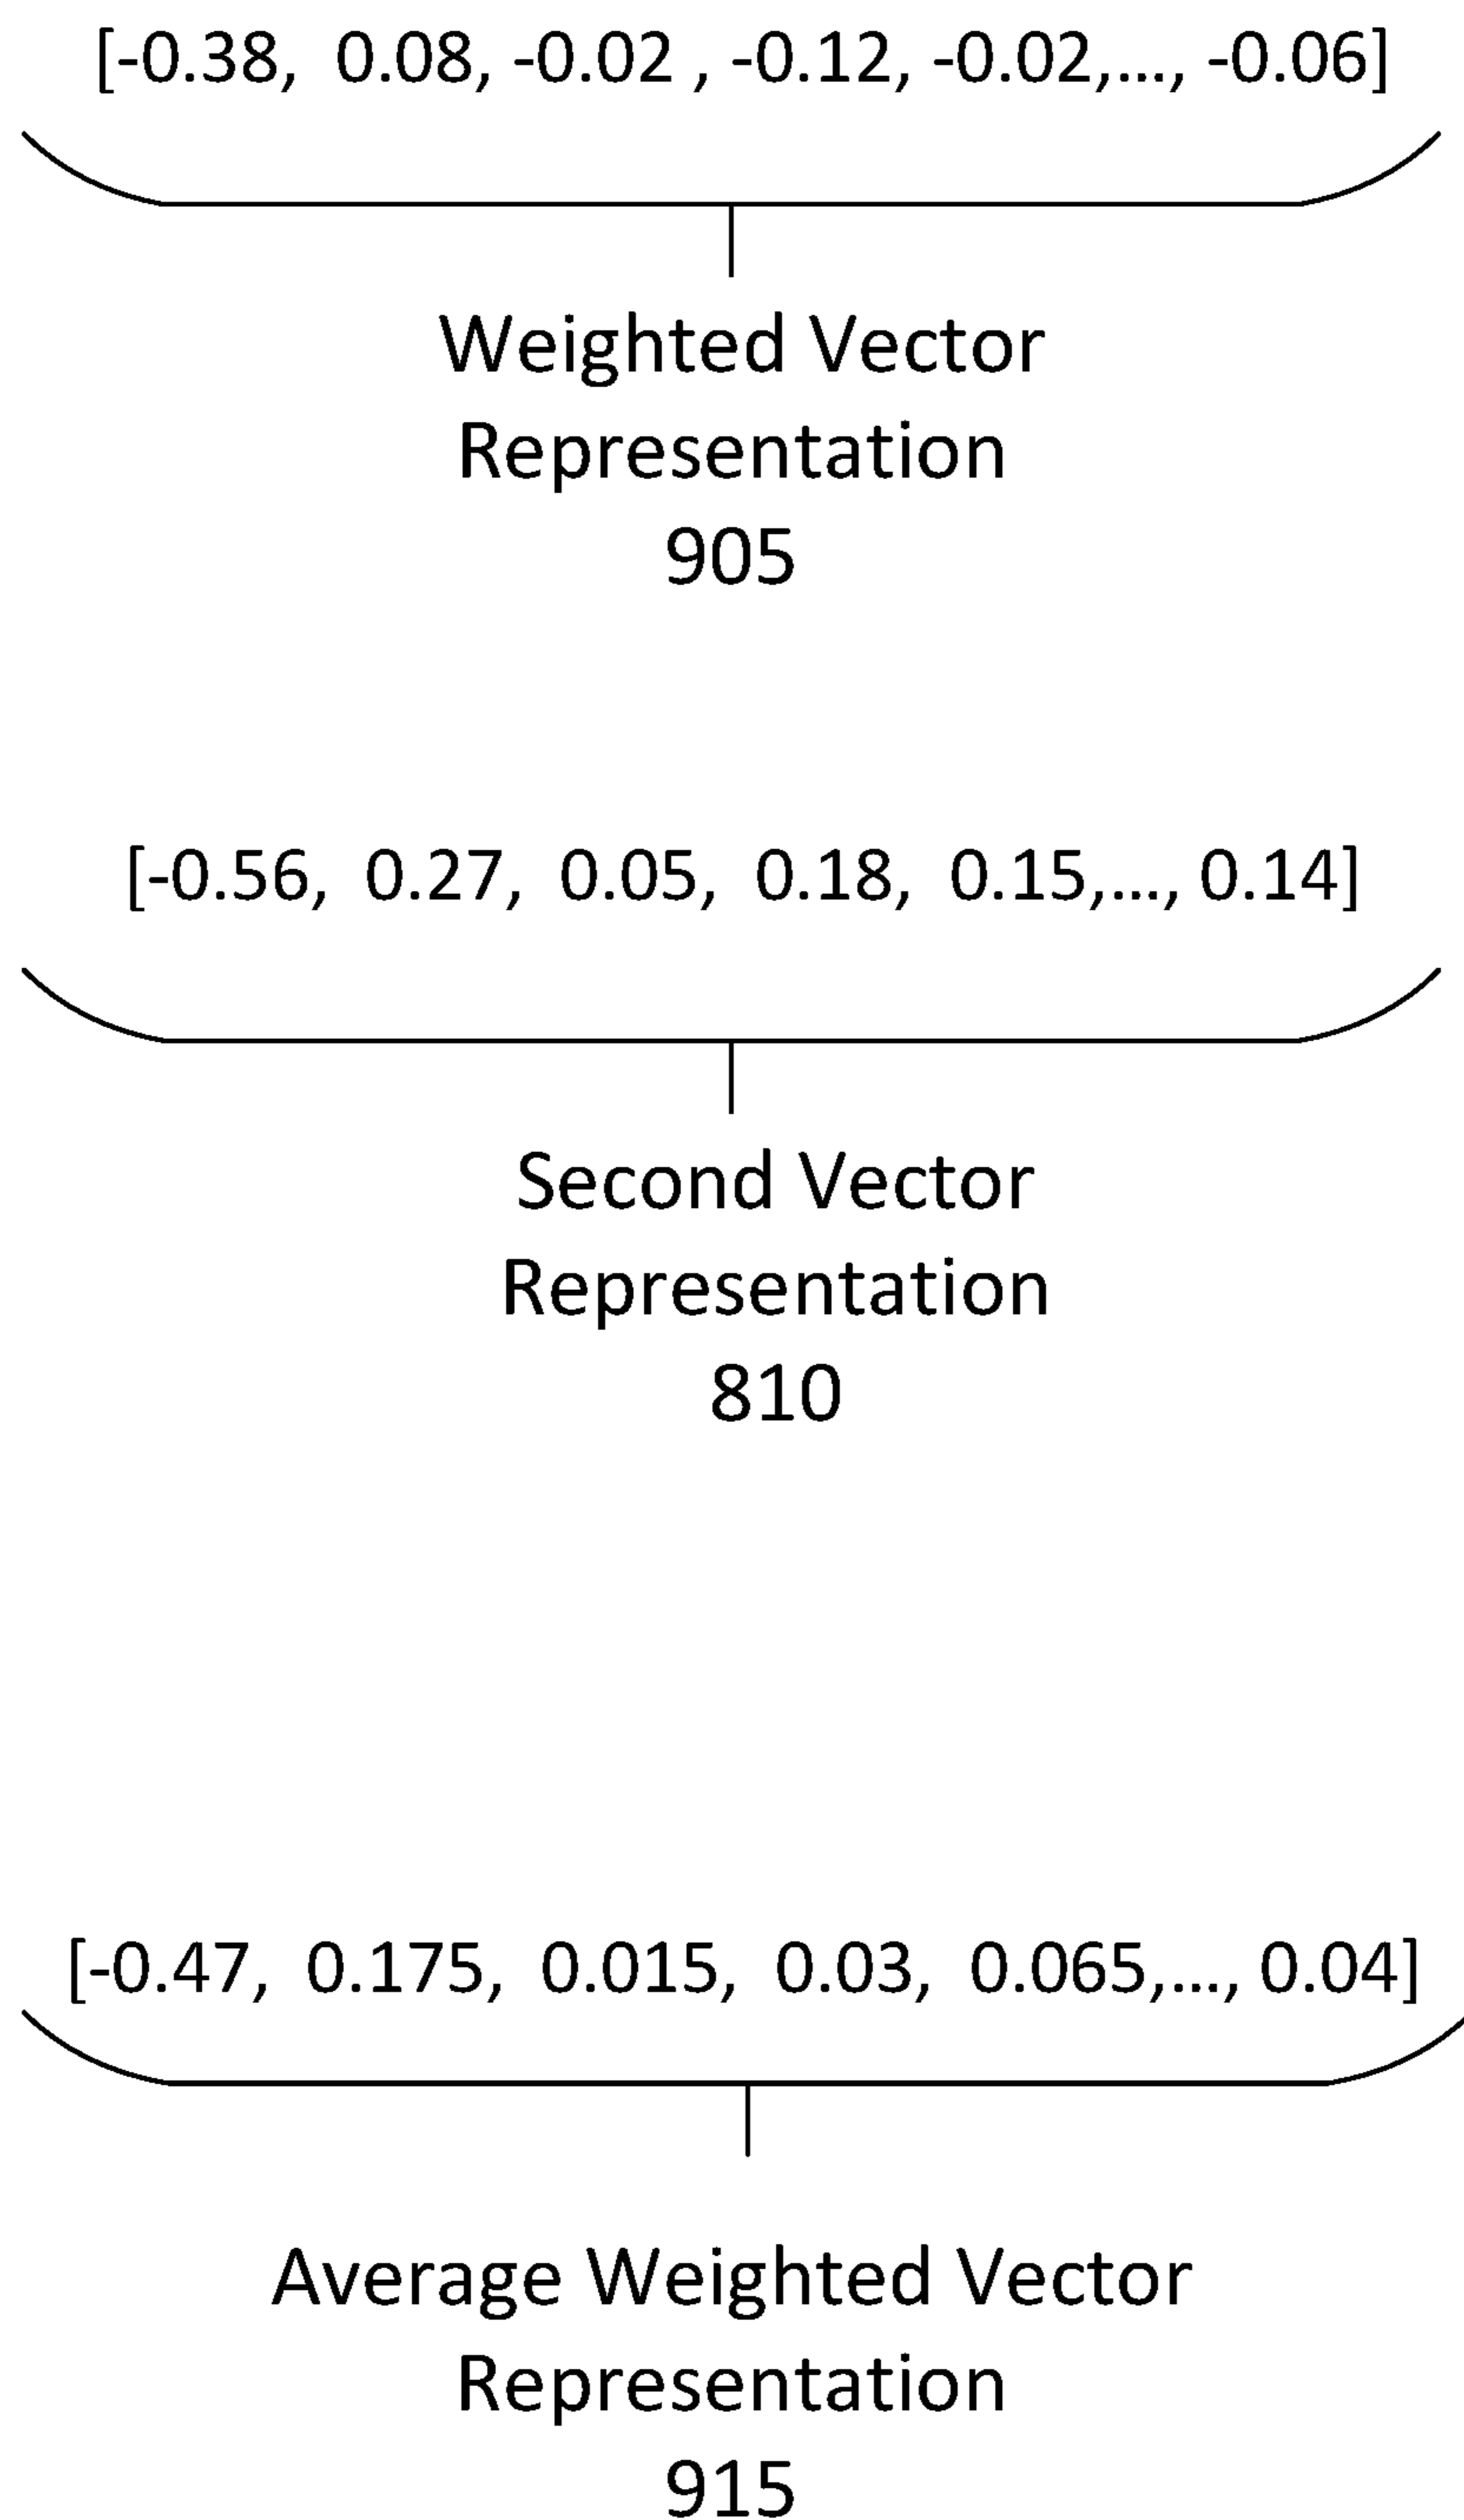 [-0.38, 0.08, -0.02 , -0.12, -0.02,..., -0.06]
Weighted Vector
Representation
905
[-0.56, 0.27, 0.05, 0.18, 0.15,..., 0.14]
Second Vector
Representation
810
[-0.47, 0.175, 0.015, 0.03, 0.065,..., 0.04]
Average Weighted Vector
Representation
915